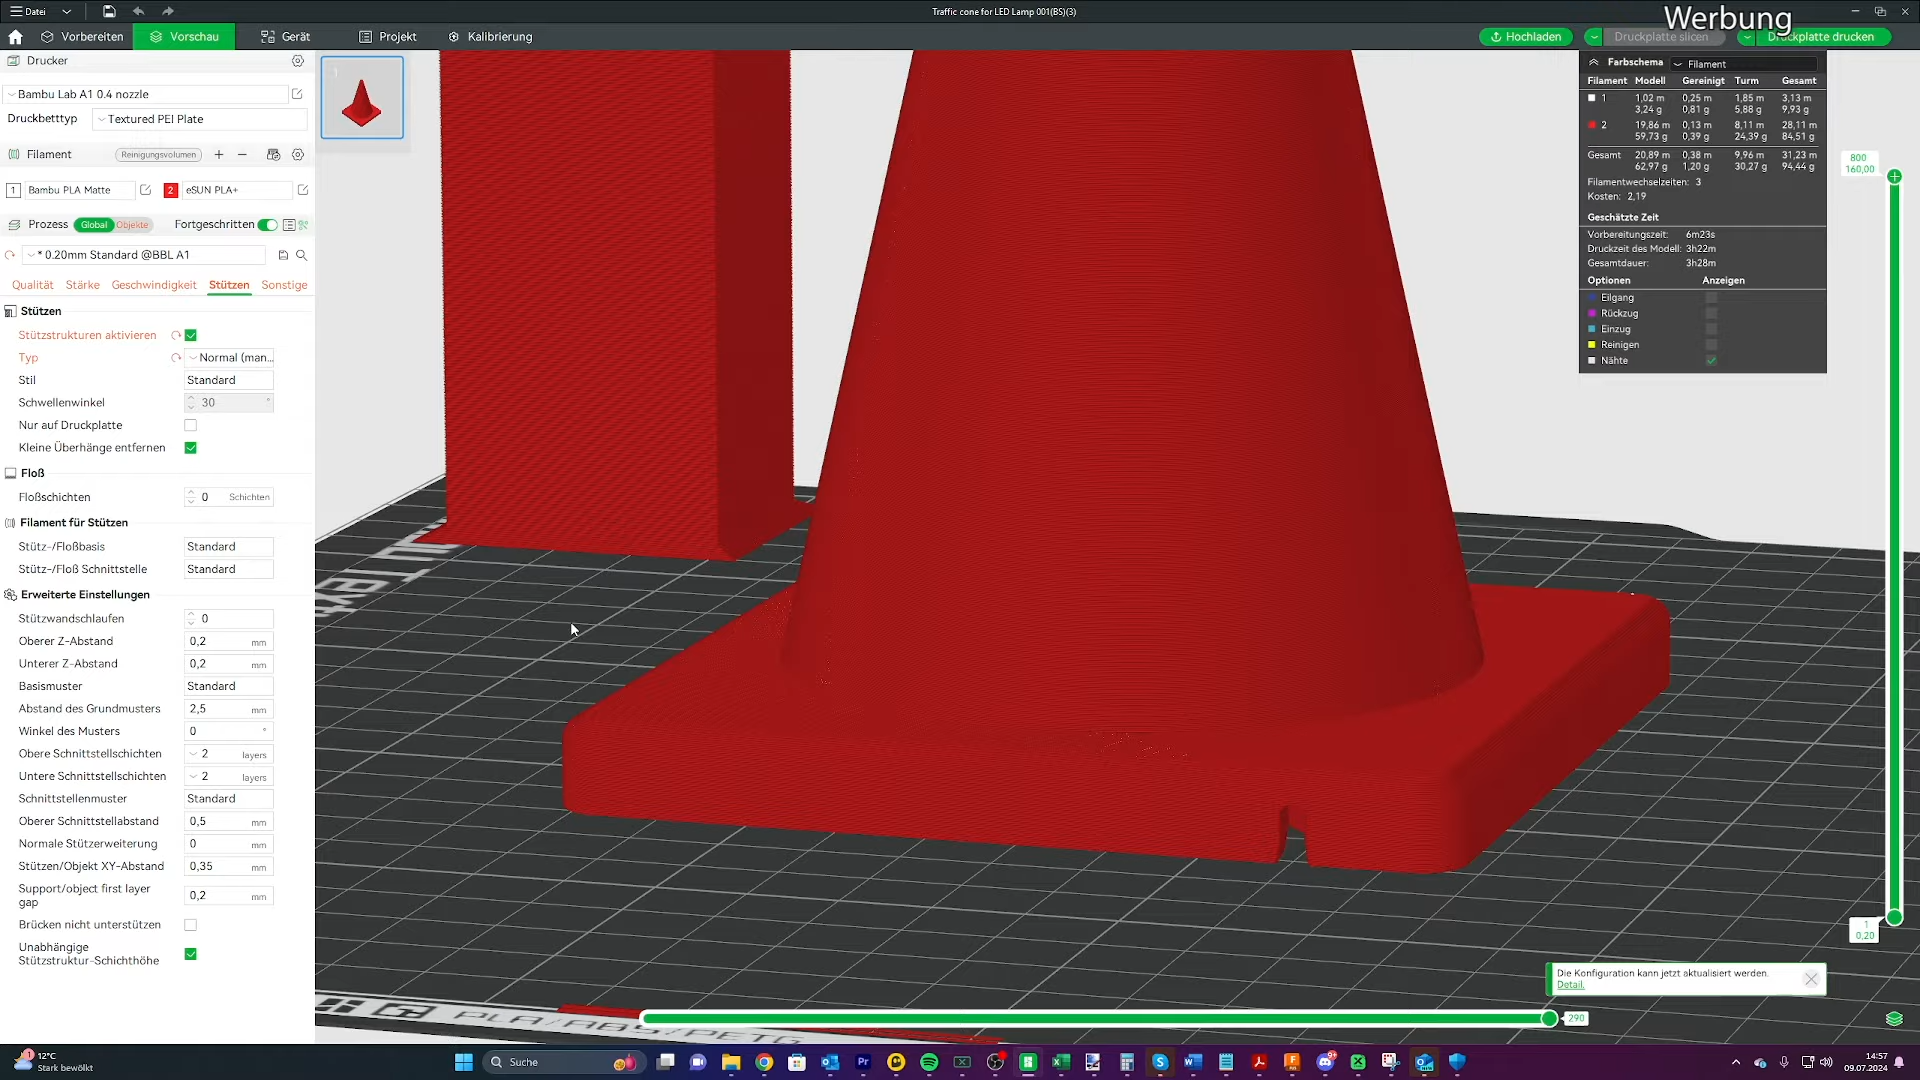 Datei
Traffic cone for LED Lamp 001(BS)(3)
Werbung
Vorbereiten
Vorschau
Gerät
Projekt
Kalibrierung
Hochladen
Druckplatte slicen
Druckplatte drucken
Drucker
Bambu Lab A1 0.4 nozzle
Druckbetttyp
Textured PEI Plate
Filament
Reinigungsvolumen
1 Bambu PLA Matte
2 eSUN PLA+
Prozess
Global
Objekte
Fortgeschritten
* 0.20mm Standard @BBL A1
Qualität
Stärke
Geschwindigkeit
Stützen
Sonstige
Stützen
Stützstrukturen aktivieren
Typ
Normal (man...
Stil
Standard
Schwellenwinkel
30 °
Nur auf Druckplatte
Kleine Überhänge entfernen
Floß
Floßschichten
0 Schichten
Filament für Stützen
Stütz-/Floßbasis
Standard
Stütz-/Floß Schnittstelle
Standard
Erweiterte Einstellungen
Stützwandschlaufen
0
Oberer Z-Abstand
0,2 mm
Unterer Z-Abstand
0,2 mm
Basismuster
Standard
Abstand des Grundmusters
2,5 mm
Winkel des Musters
0 °
Obere Schnittstellschichten
2 layers
Untere Schnittstellschichten
2 layers
Schnittstellenmuster
Standard
Oberer Schnittstellabstand
0,5 mm
Normale Stützerweiterung
0 mm
Stützen/Objekt XY-Abstand
0,35 mm
Support/object first layer
gap
0,2 mm
Brücken nicht unterstützen
Unabhängige
Stützstruktur-Schichthöhe
Farbschema
Filament
Filament Modell Gereinigt Turm Gesamt
1 1,02 m 0,25 m 1,85 m 3,13 m
3,24 g 0.81 g 5.88 g 9,93 g
2 19,86 m 0,13 m 8,11 m 28,11 m
59,73 g 0,39 g 24,39 g 84,51 g
Gesamt 20,89 m 0,38 m 9,96 m 31,23 m
62,97 g 1,20 g 30,27 g 94,44 g
Filamentwechselzeiten: 3
Kosten: 2,19
Geschätzte Zeit
Vorbereitungszeit: 6m23s
Druckzeit des Modell: 3h22m
Gesamtdauer: 3h28m
Optionen Anzeigen
Eilgang
Rückzug
Einzug
Reinigen
Nähte
800
160,00
1
0,20
Die Konfiguration kann jetzt aktualisiert werden.
Detail.
290
PLA/ABS/PETG
12°C
Stark bewölkt
Suche
14:57
09.07.2024